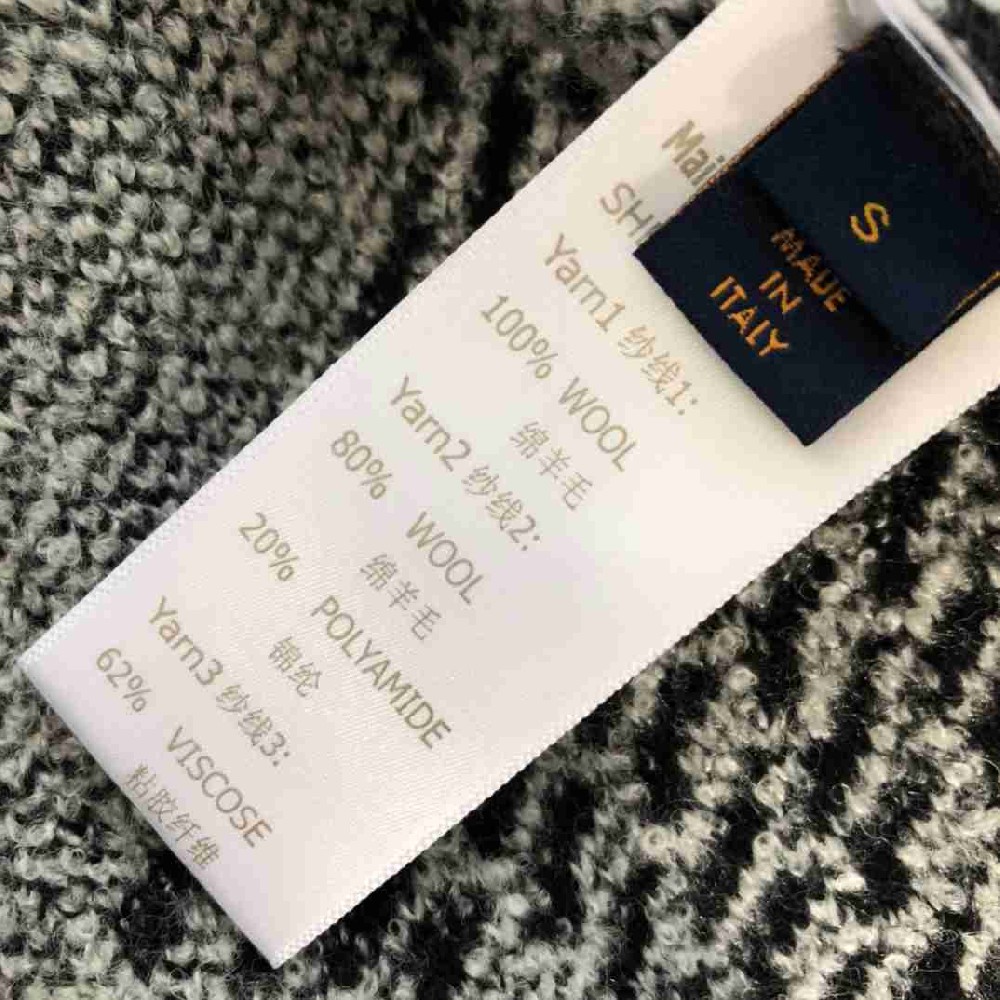 S
MADE
IN
ITALY
Yarn1 纱线1:
100% WOOL
绵羊毛
Yarn2 纱线2:
80% WOOL
绵羊毛
20% POLYAMIDE
锦纶
Yarn3 纱线3:
62% VISCOSE
粘胶纤维